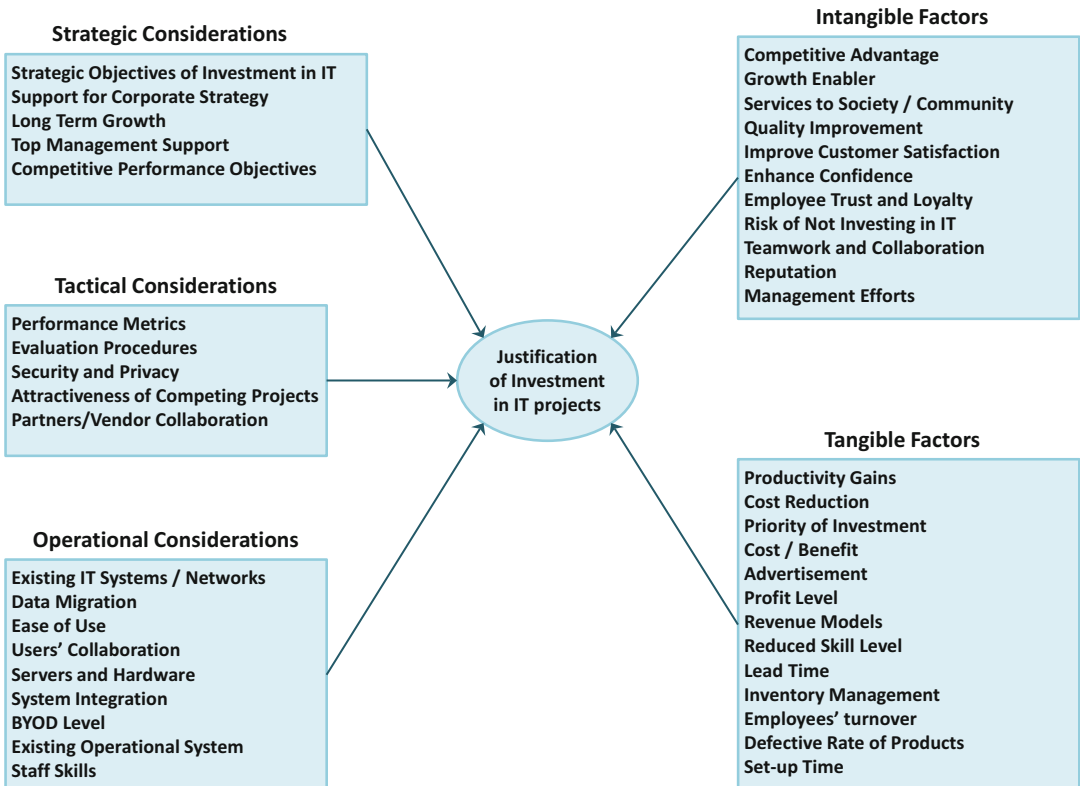 Strategic Considerations
Strategic Objectives of Investment in IT
Support for Corporate Strategy
Long Term Growth
Top Management Support
Competitive Performance Objectives
Tactical Considerations
Performance Metrics
Evaluation Procedures
Security and Privacy
Attractiveness of Competing Projects
Partners/Vendor Collaboration
Operational Considerations
Existing IT Systems / Networks
Data Migration
Ease of Use
Users’ Collaboration
Servers and Hardware
System Integration
BYOD Level
Existing Operational System
Staff Skills
Justification
of Investment
in IT projects
Intangible Factors
Competitive Advantage
Growth Enabler
Services to Society / Community
Quality Improvement
Improve Customer Satisfaction
Enhance Confidence
Employee Trust and Loyalty
Risk of Not Investing in IT
Teamwork and Collaboration
Reputation
Management Efforts
Tangible Factors
Productivity Gains
Cost Reduction
Priority of Investment
Cost / Benefit
Advertisement
Profit Level
Revenue Models
Reduced Skill Level
Lead Time
Inventory Management
Employees’ turnover
Defective Rate of Products
Set-up Time